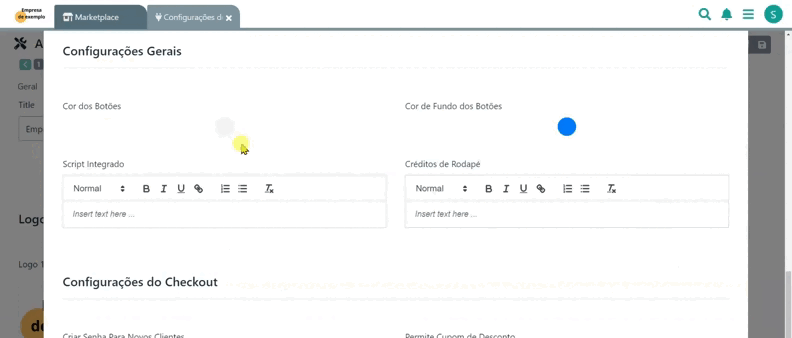 Empresa
de exemplo
Marketplace
Configurações d
S
A
1
Configurações Gerais
Geral
Title
Cor dos Botões
Cor de Fundo dos Botões
Emp
Script Integrado
Créditos de Rodapé
Normal
B I U
Normal
B I U
Insert text here ...
Insert text here ...
Logo
Logo 1
Configurações do Checkout
de
Criar Senha Para Novos Clientes
Permite Cupom de Desconto